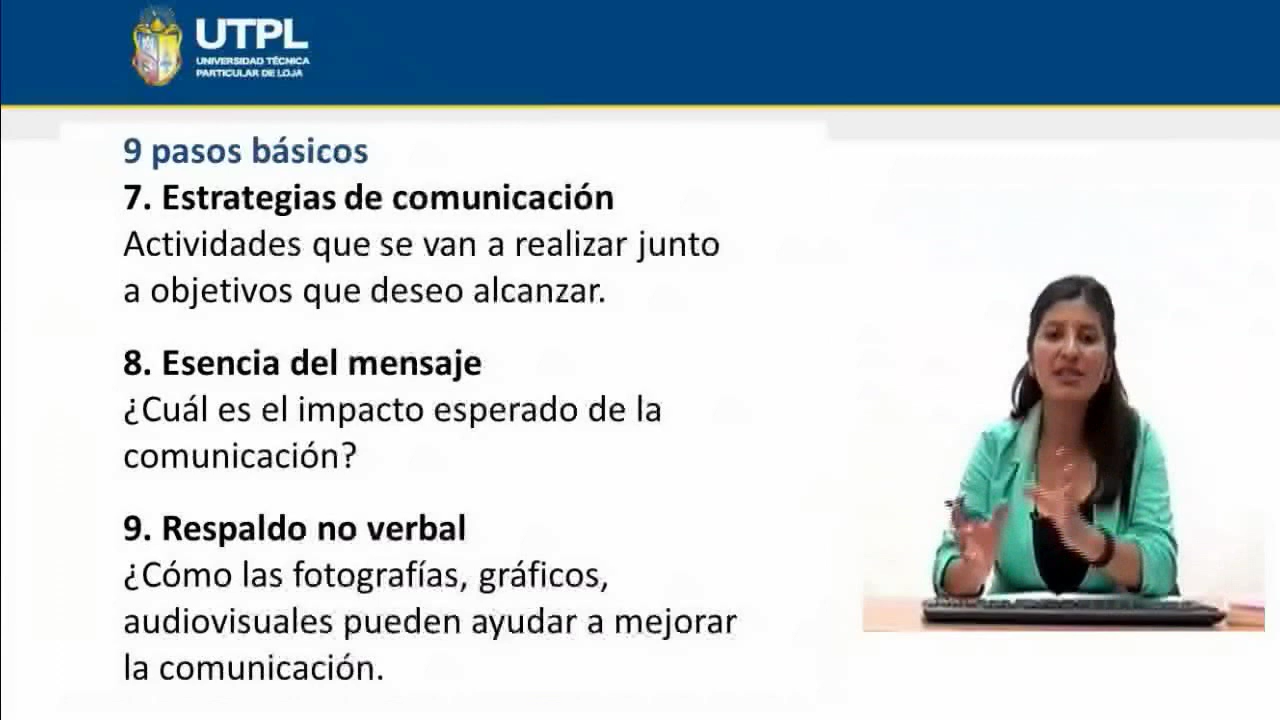 UTPL
UNIVERSIDAD TÉCNICA
PARTICULAR DE LOJA
9 pasos básicos
7. Estrategias de comunicación
Actividades que se van a realizar junto
a objetivos que deseo alcanzar.
8. Esencia del mensaje
¿Cuál es el impacto esperado de la
comunicación?
9. Respaldo no verbal
¿Cómo las fotografías, gráficos,
audiovisuales pueden ayudar a mejorar
la comunicación.